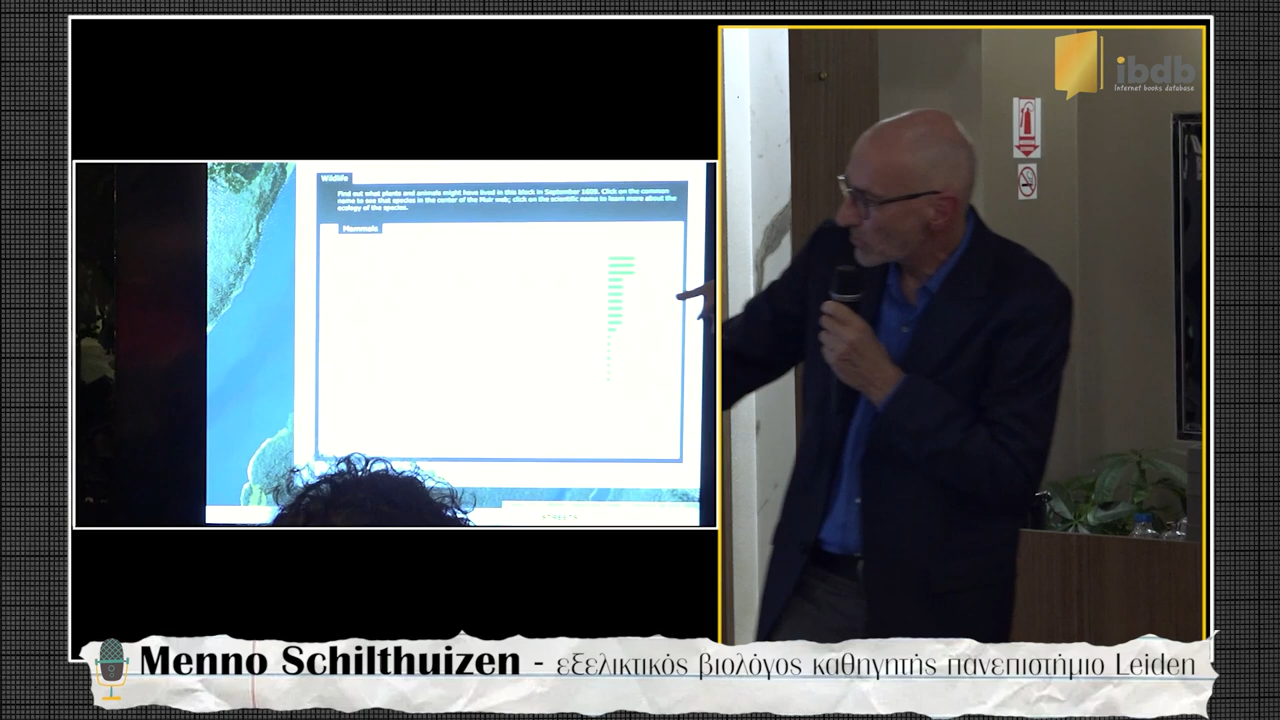 ibdb
Internet books database
Wildlife
Find out what plants and animals might have lived in this block in September 1609. Click on the common
name to see that species in the center of the Muir web; click on the scientific name to learn more about the
ecology of the species.
Mammals
Menno Schilthuizen - εξελικτικός βιολόγος καθηγητής πανεπιστήμιο Leiden